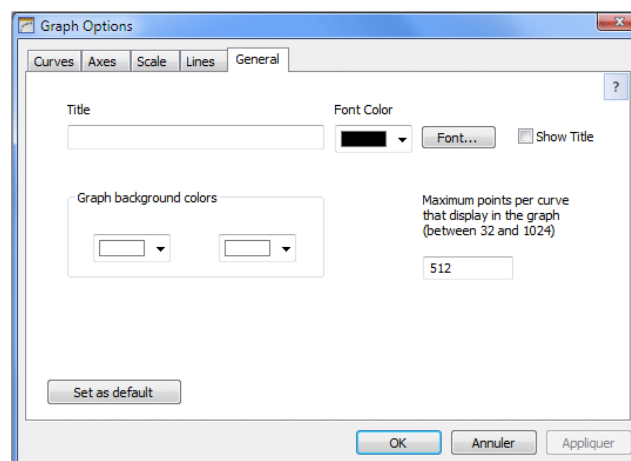 Graph Options
x
Curves Axes Scale Lines General
?
Title Font Color
Font... Show Title
Graph background colors
Maximum points per curve
that display in the graph
(between 32 and 1024)
512
Set as default
OK Annuler Appliquer